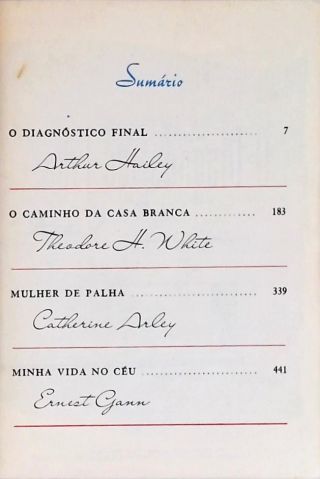 Sumário
O DIAGNÓSTICO FINAL ...................... 7
Arthur Hailey
O CAMINHO DA CASA BRANCA ............ 183
Theodore H. White
MULHER DE PALHA ......................... 339
Catherine Arley
MINHA VIDA NO CÉU ....................... 441
Ernest Gann